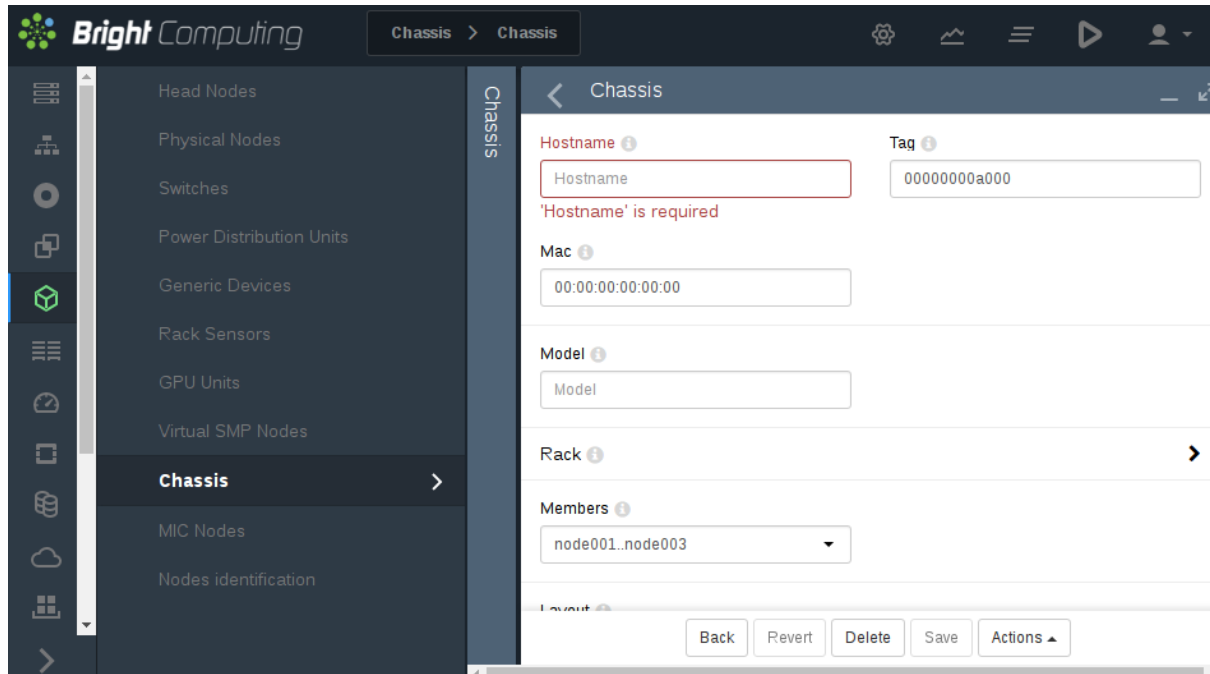 Bright Computing
Chassis > Chassis
Head Nodes
Physical Nodes
Switches
Power Distribution Units
Generic Devices
Rack Sensors
GPU Units
Virtual SMP Nodes
Chassis
MIC Nodes
Nodes identification
Chassis
Chassis
Hostname
Hostname
'Hostname' is required
Tag
00000000a000
Mac
00:00:00:00:00:00
Model
Model
Rack
Members
node001..node003
Layout
Back Revert Delete Save Actions